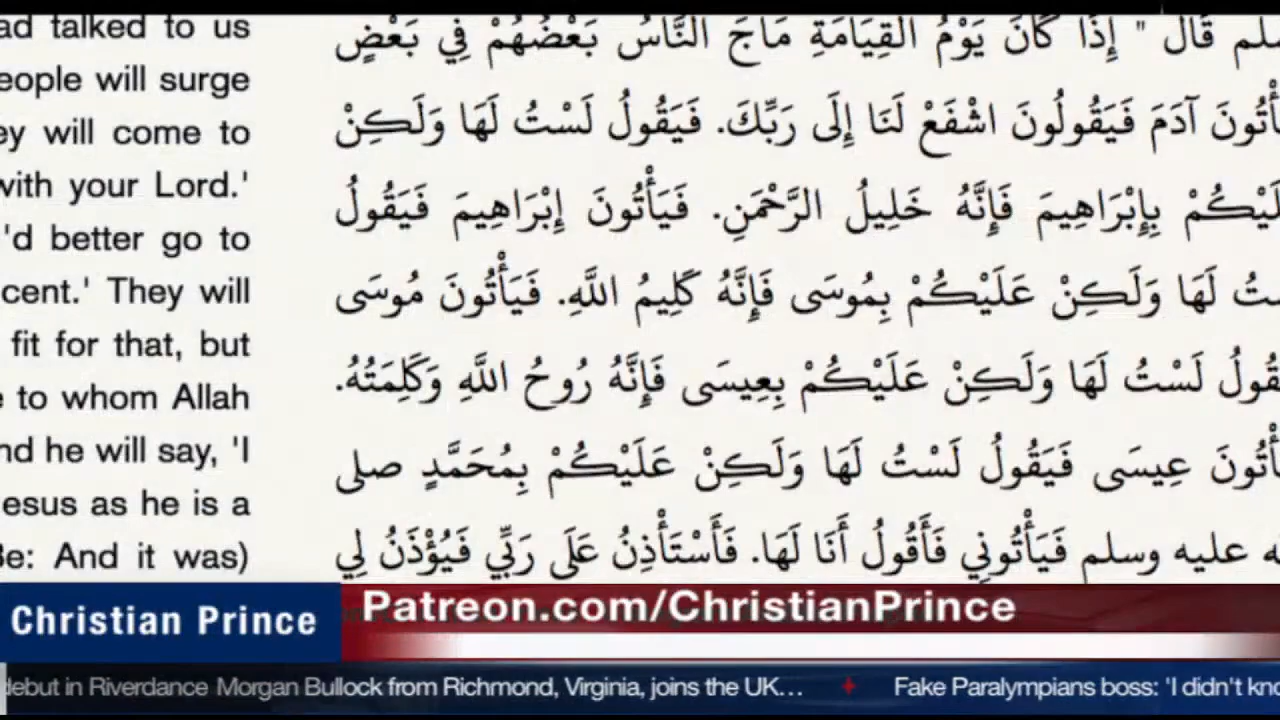 ad talked to us
eople will surge
ey will come to
with your Lord.'
'd better go to
cent.' They will
fit for that, but
e to whom Allah
nd he will say, 'I
esus as he is a
Be: And it was)
سلم قَالَ " إِذَا كَانَ يَوْمُ الْقِيَامَةِ مَاجَ النَّاسُ بَعْضُهُمْ فِي بَعْضٍ
أْتُونَ آدَمَ فَيَقُولُونَ اشْفَعْ لَنَا إِلَى رَبِّكَ. فَيَقُولُ لَسْتُ لَهَا وَلَكِنْ
لَيْكُمْ بِإِبْرَاهِيمَ فَإِنَّهُ خَلِيلُ الرَّحْمَنِ. فَيَأْتُونَ إِبْرَاهِيمَ فَيَقُولُ
سْتُ لَهَا وَلَكِنْ عَلَيْكُمْ بِمُوسَى فَإِنَّهُ كَلِيمُ اللَّهِ. فَيَأْتُونَ مُوسَى
قُولُ لَسْتُ لَهَا وَلَكِنْ عَلَيْكُمْ بِعِيسَى فَإِنَّهُ رُوحُ اللَّهِ وَكَلِمَتُهُ.
أْتُونَ عِيسَى فَيَقُولُ لَسْتُ لَهَا وَلَكِنْ عَلَيْكُمْ بِمُحَمَّدٍ صلى
ه عليه وسلم فَيَأْتُونِي فَأَقُولُ أَنَا لَهَا. فَأَسْتَأْذِنُ عَلَى رَبِّي فَيُؤْذَنُ لِي
Christian Prince
Patreon.com/ChristianPrince
debut in Riverdance Morgan Bullock from Richmond, Virginia, joins the UK... Fake Paralympians boss: 'I didn't kno